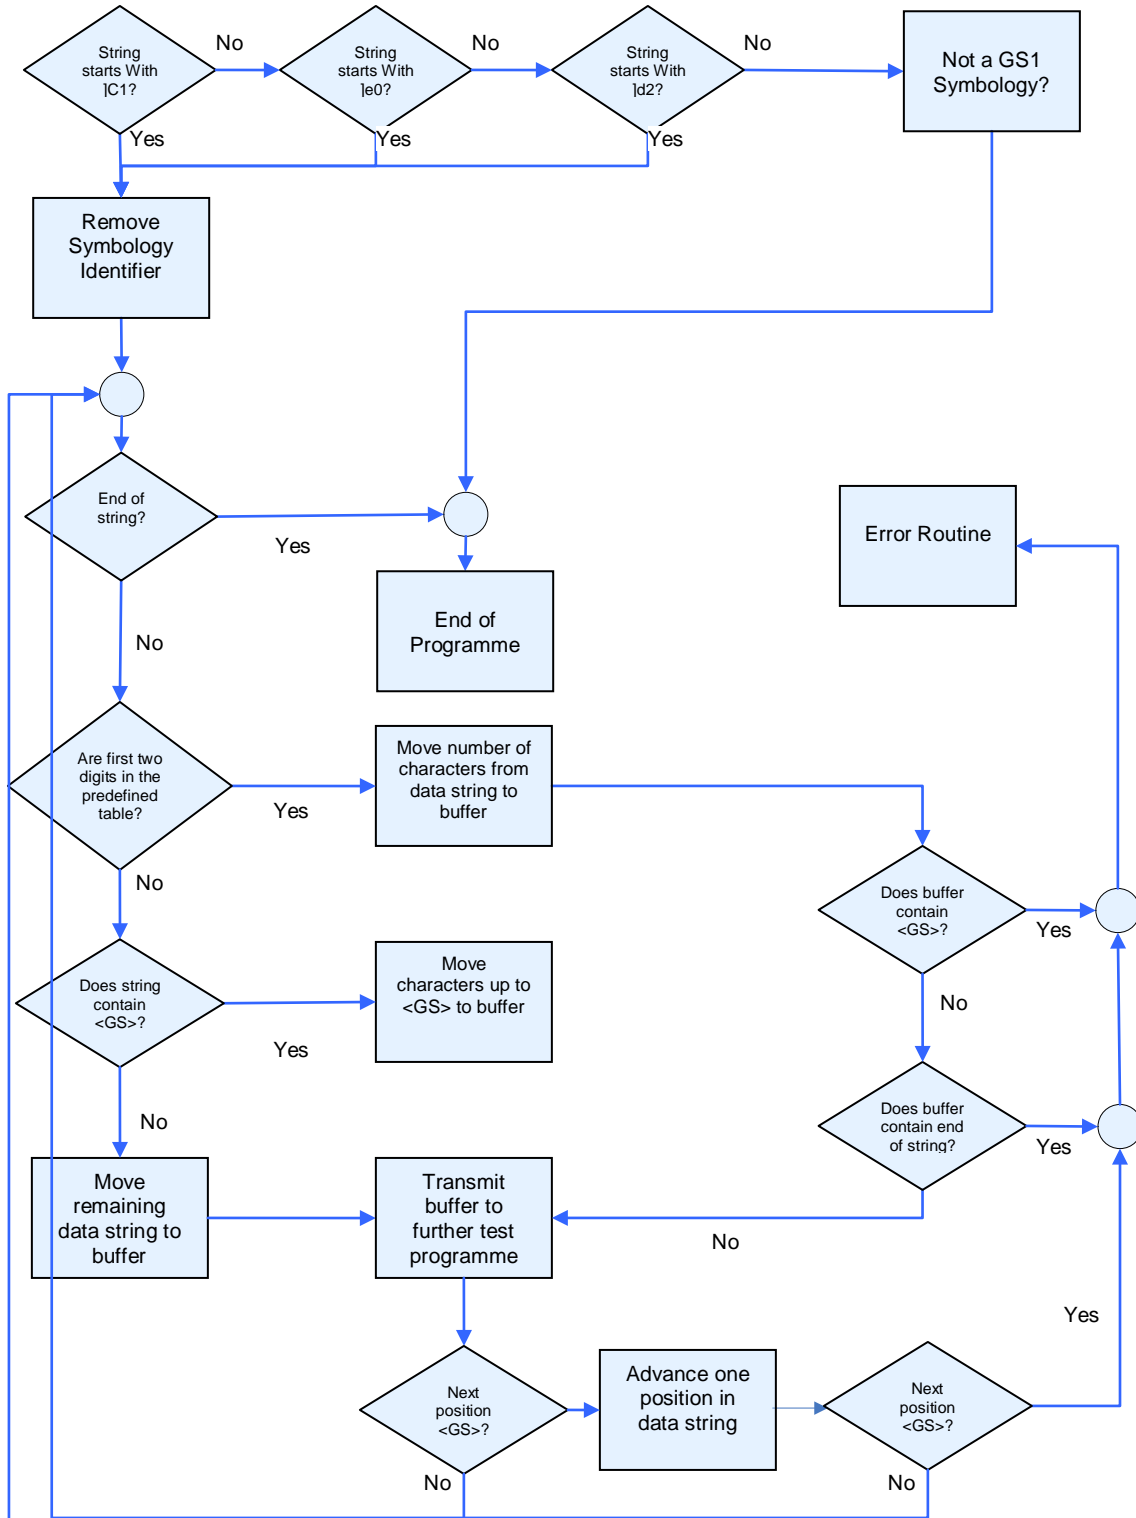 String
starts With
]C1?
No
String
starts With
]e0?
No
String
starts With
]d2?
No
Not a GS1
Symbology?
Yes
Yes
Yes
Remove
Symbology
Identifier
End of
string?
Yes
Error Routine
End of
Programme
No
Are first two
digits in the
predefined
table?
Yes
Move number of
characters from
data string to
buffer
No
Does buffer
contain
<GS>?
Yes
Does string
contain
<GS>?
Yes
Move
characters up to
<GS> to buffer
No
No
Does buffer
contain end
of string?
Yes
Move
remaining
data string to
buffer
Transmit
buffer to
further test
programme
No
Yes
Next
position
<GS>?
Advance one
position in
data string
Next
position
<GS>?
No
No